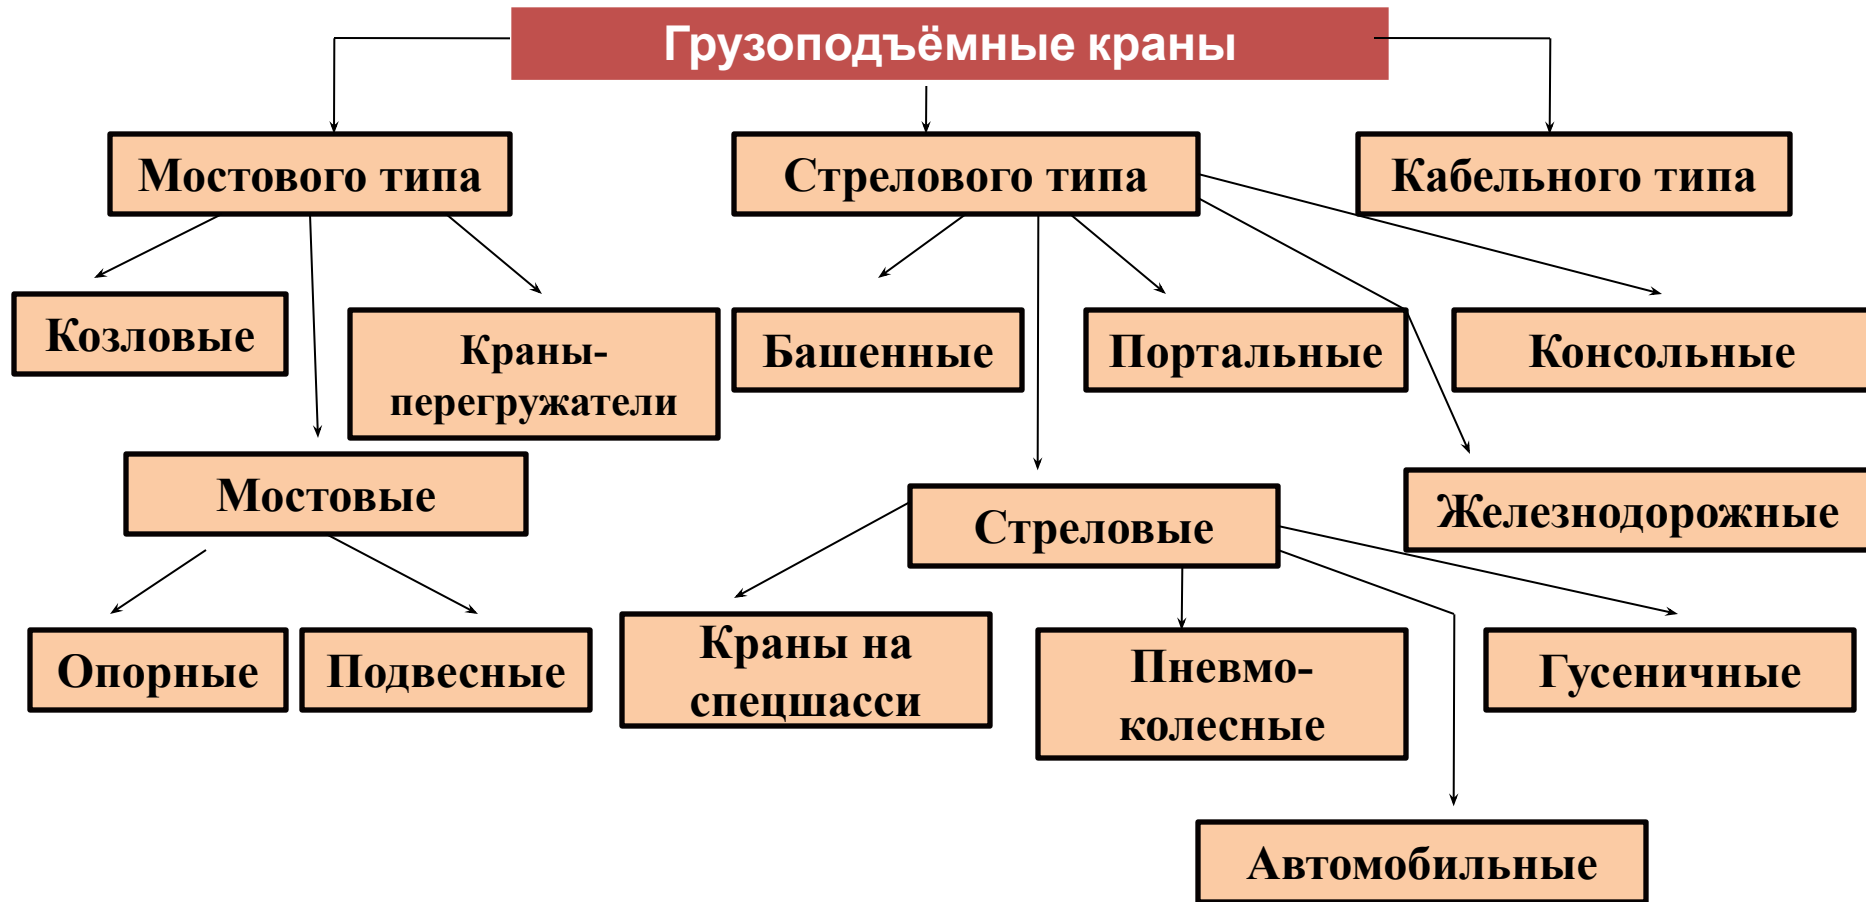 Грузоподъёмные краны
Мостового типа
Стрелового типа
Кабельного типа
Козловые
Краны-
перегружатели
Башенные
Портальные
Консольные
Мостовые
Стреловые
Железнодорожные
Опорные
Подвесные
Краны на
спецшасси
Пневмо-
колесные
Гусеничные
Автомобильные